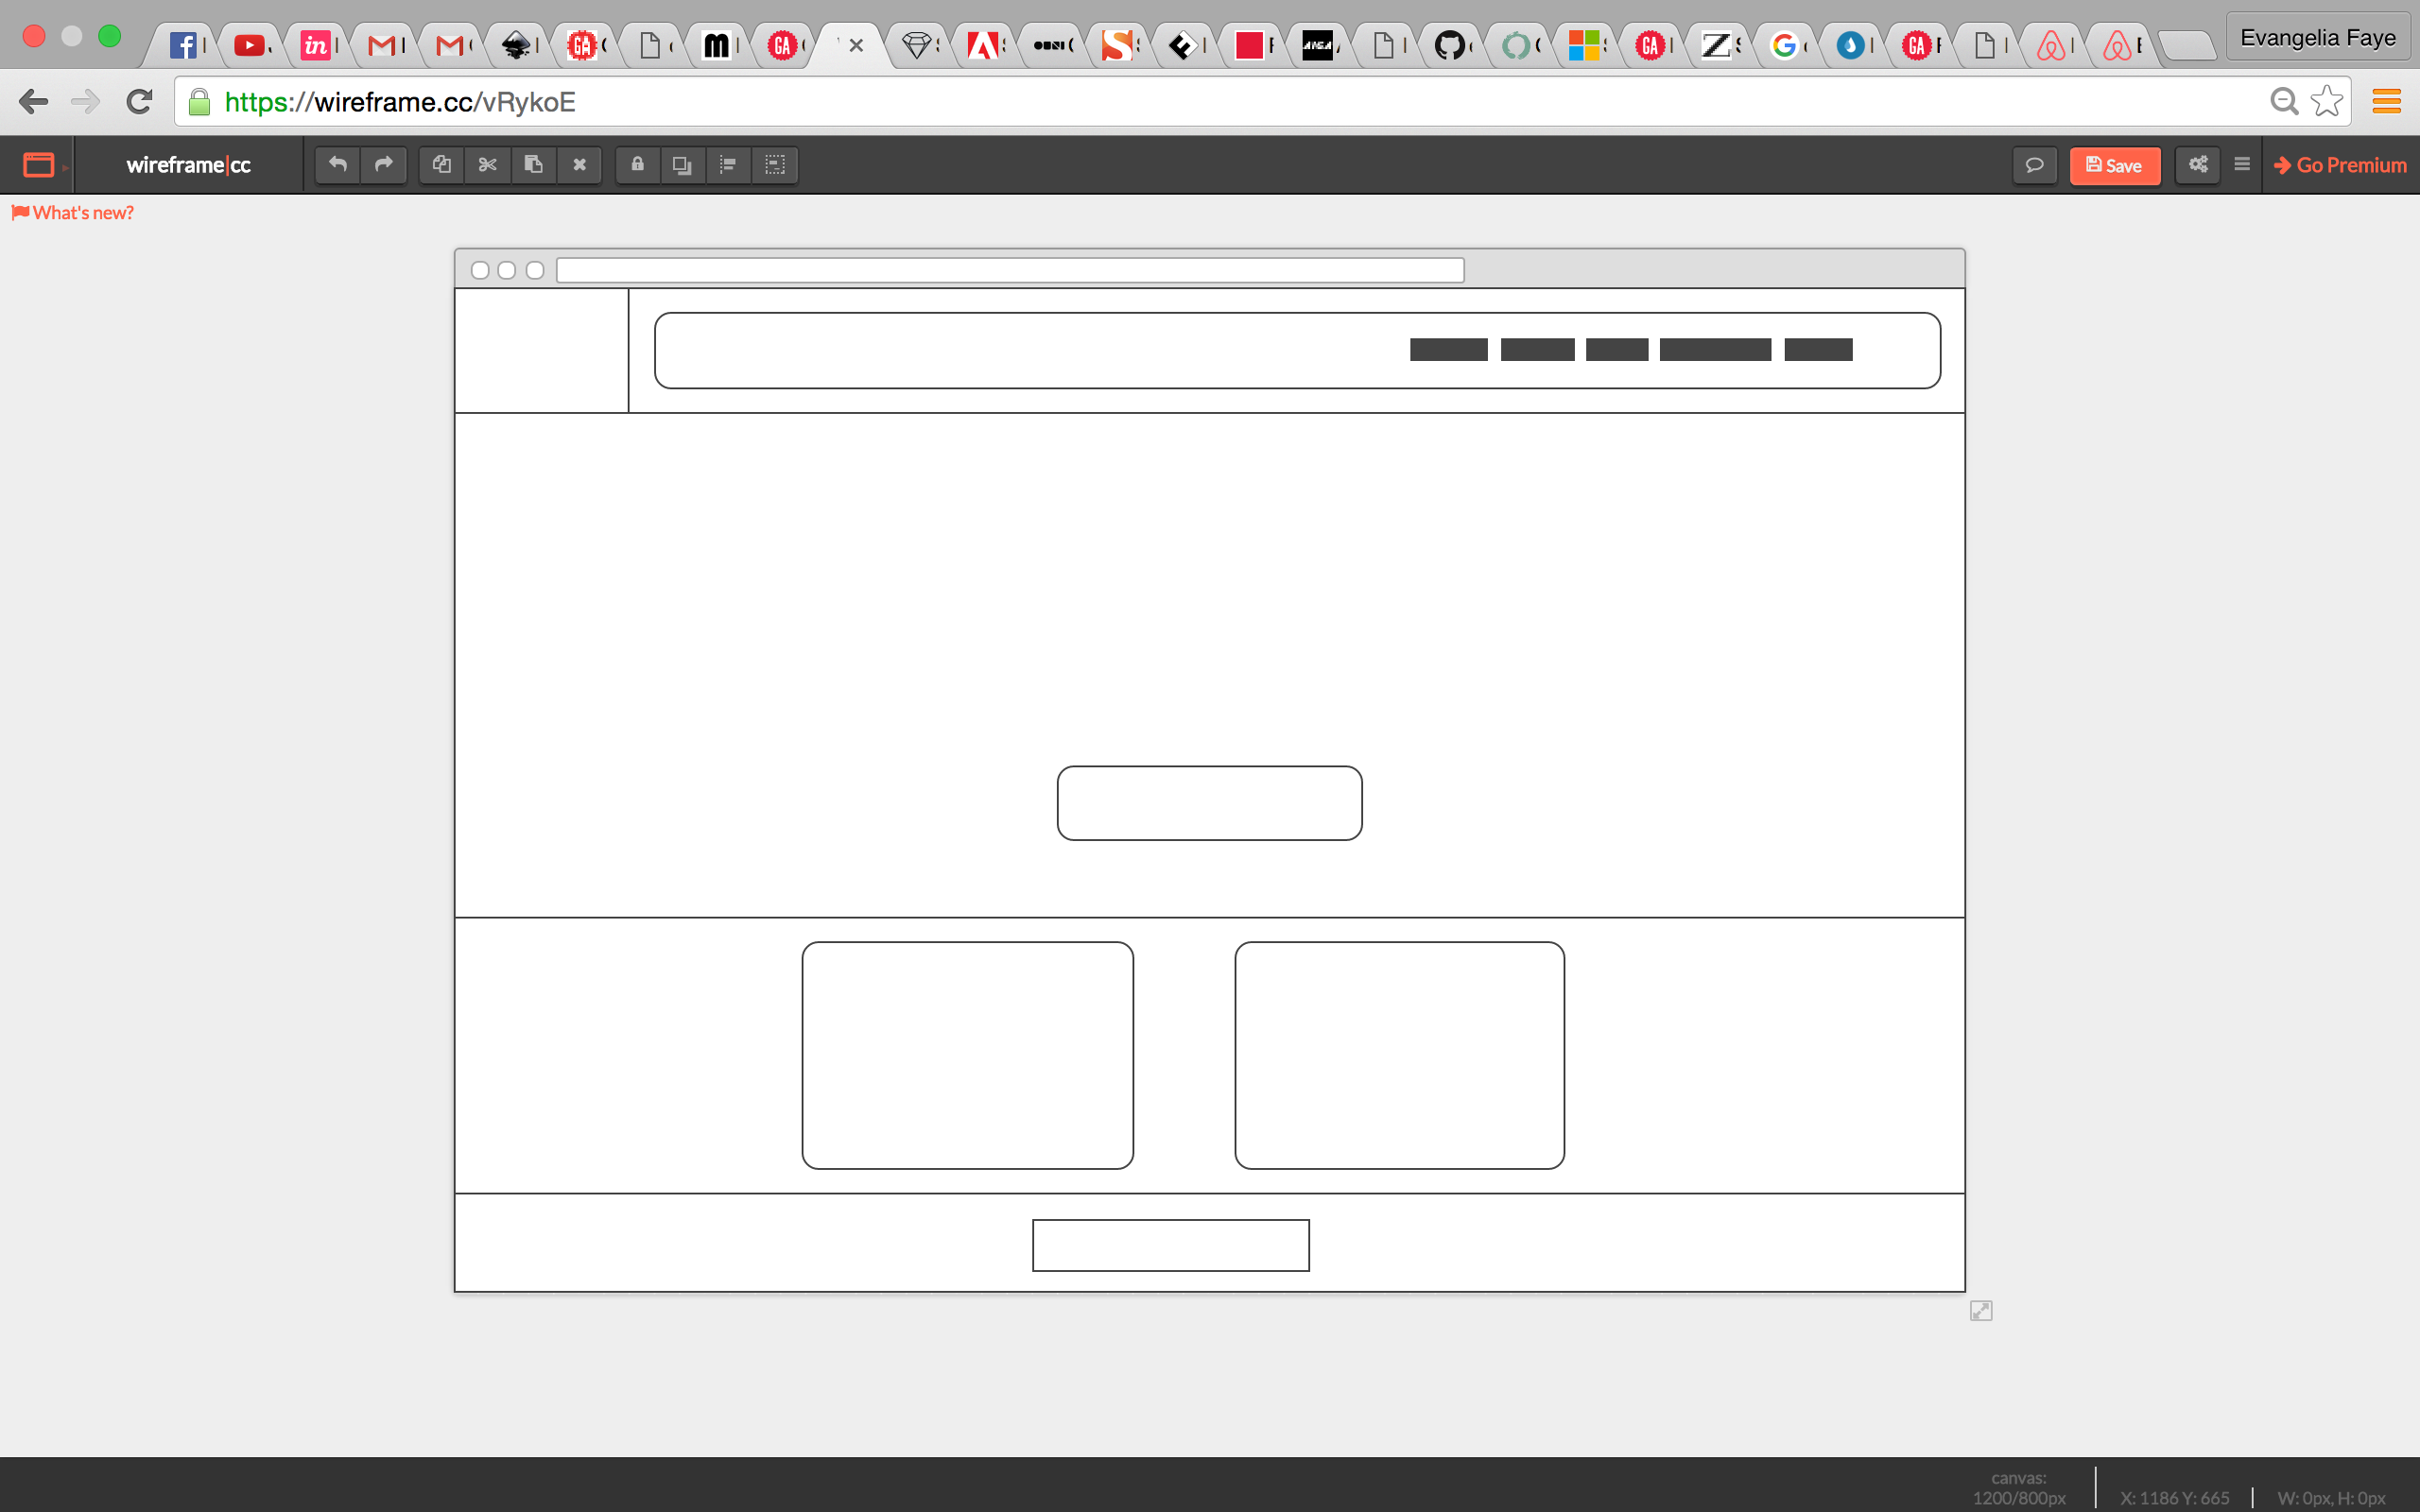 Evangelia Faye
https://wireframe.cc/vRykoE
wireframe|cc
Save
Go Premium
What's new?
canvas:
1200/800px
X: 1186 Y: 665
W: 0px, H: 0px